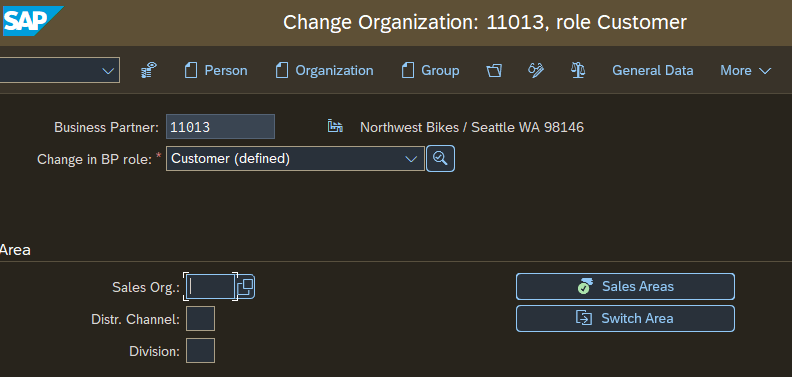 SAP
Change Organization: 11013, role Customer
Person Organization Group General Data More
Business Partner: 11013 Northwest Bikes / Seattle WA 98146
Change in BP role: * Customer (defined)
Area
Sales Org.: Sales Areas
Distr. Channel: Switch Area
Division: